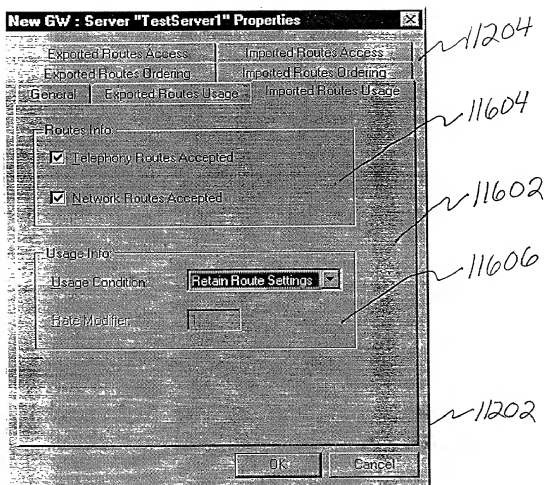 New GW : Server "TestServer1" Properties
11204
Exported Routes Access
Imported Routes Access
Exported Routes Ordering
Imported Routes Ordering
General
Exported Routes Usage
Imported Routes Usage
11604
Routes Info
Telephony Routes Accepted
Network Routes Accepted
11602
Usage Info
11606
Usage Condition
Retain Route Settings
Rate Modifier
1
11202
OK
Cancel